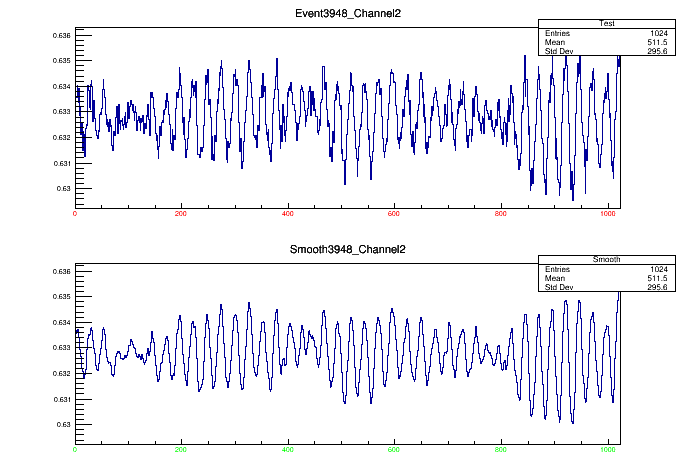 Event3948_Channel2
Test
Entries 1024
Mean 511.5
Std Dev 295.6
0.636
0.635
0.634
0.633
0.632
0.631
0.63
0 200 400 600 800 1000
Smooth3948_Channel2
Smooth
Entries 1024
Mean 511.5
Std Dev 295.6
0.636
0.635
0.634
0.633
0.632
0.631
0.63
0 200 400 600 800 1000